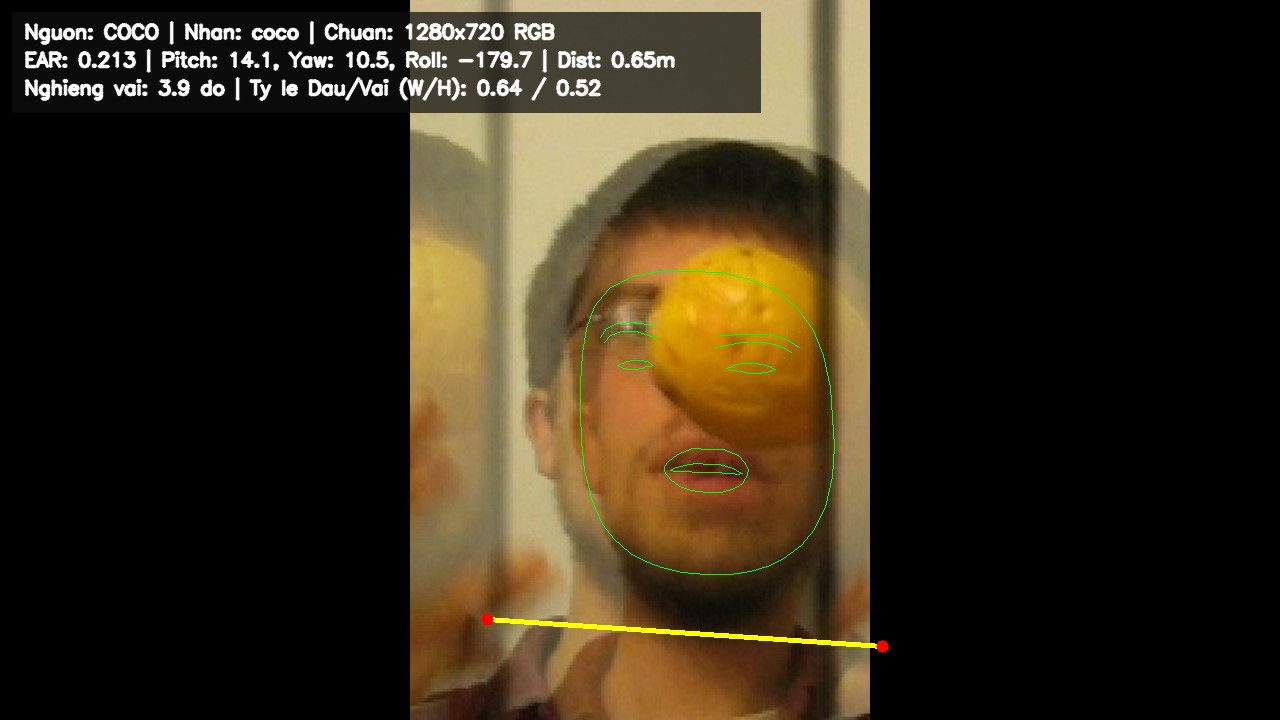 Nguon: COCO | Nhan: coco | Chuan: 1280x720 RGB
EAR: 0.213 | Pitch: 14.1, Yaw: 10.5, Roll: -179.7 | Dist: 0.65m
Nghieng vai: 3.9 do | Ty le Dau/Vai (W/H): 0.64 / 0.52